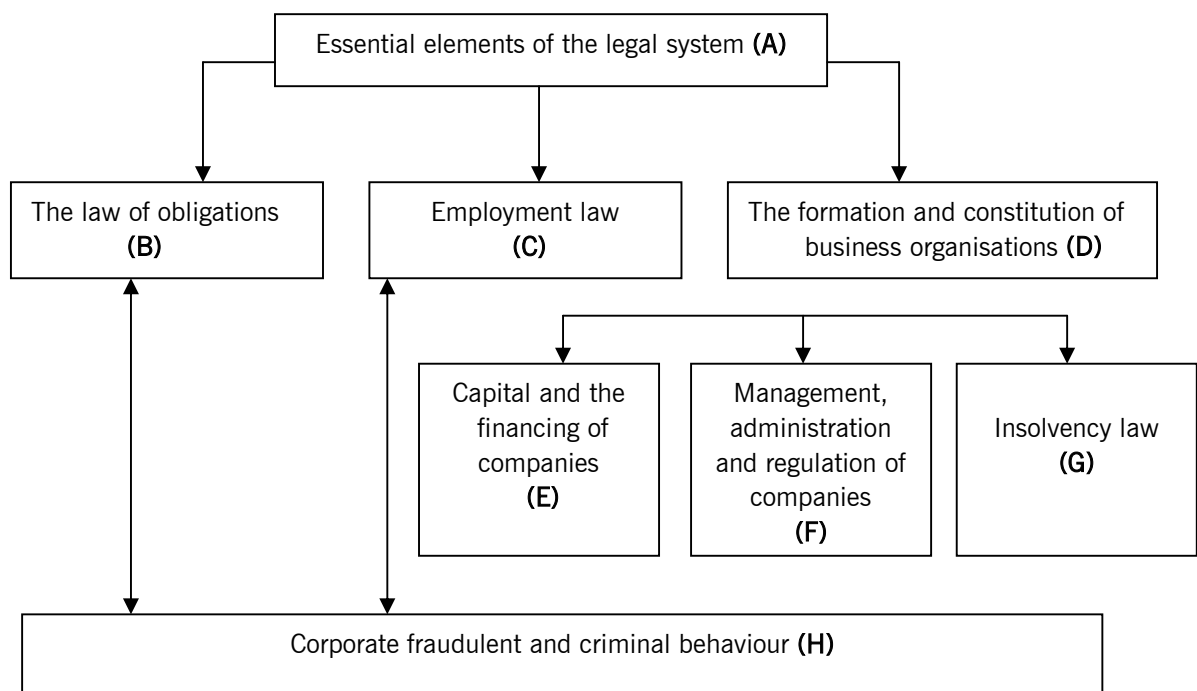 Essential elements of the legal system (A)
The law of obligations
(B)
Employment law
(C)
The formation and constitution of
business organisations (D)
Capital and the
financing of
companies
(E)
Management,
administration
and regulation of
companies
(F)
Insolvency law
(G)
Corporate fraudulent and criminal behaviour (H)